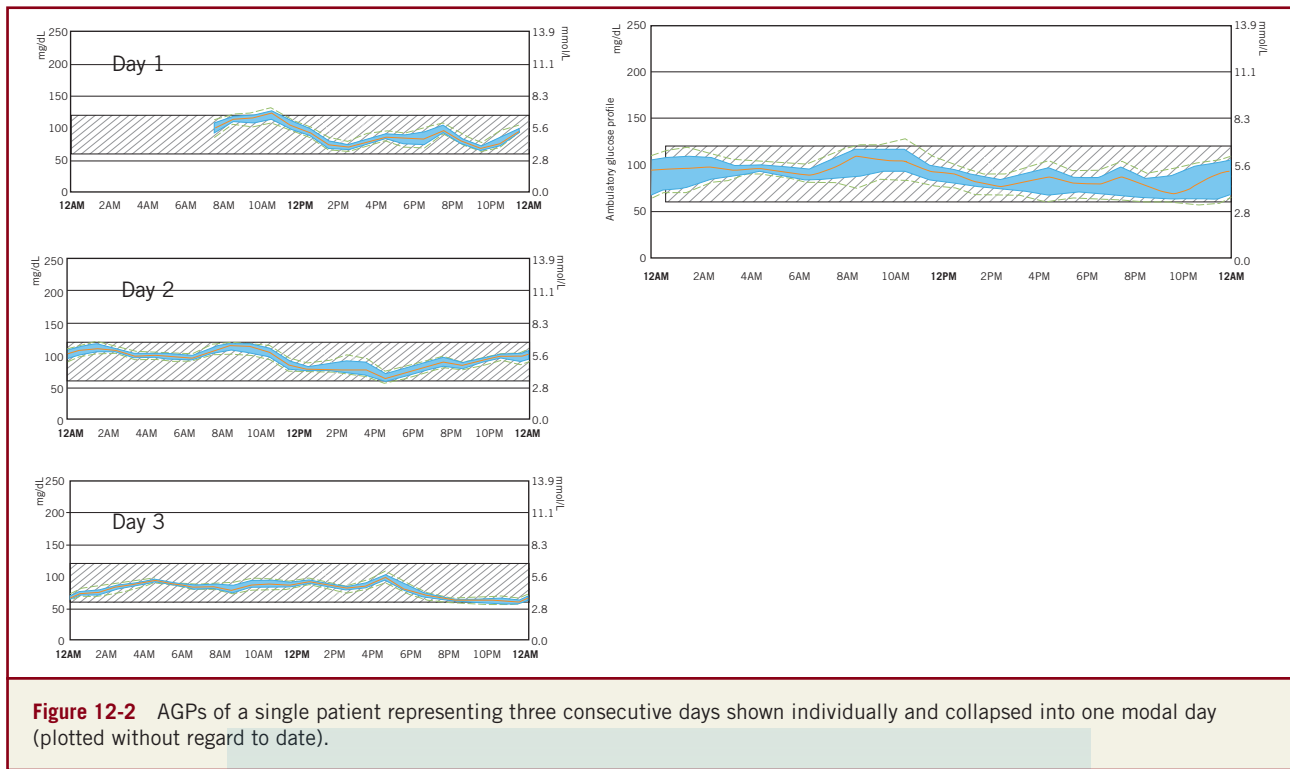 mg/dL
250
200
150
100
50
0
Day 1
mmol/L
13.9
11.1
8.3
5.6
2.8
0.0
12AM 2AM 4AM 6AM 8AM 10AM 12PM 2PM 4PM 6PM 8PM 10PM 12AM
mg/dL
250
200
150
100
50
0
Day 2
mmol/L
13.9
11.1
8.3
5.6
2.8
0.0
12AM 2AM 4AM 6AM 8AM 10AM 12PM 2PM 4PM 6PM 8PM 10PM 12AM
mg/dL
250
200
150
100
50
0
Day 3
mmol/L
13.9
11.1
8.3
5.6
2.8
0.0
12AM 2AM 4AM 6AM 8AM 10AM 12PM 2PM 4PM 6PM 8PM 10PM 12AM
Ambulatory glucose profile
mg/dL
250
200
150
100
50
0
mmol/L
13.9
11.1
8.3
5.6
2.8
0.0
12AM 2AM 4AM 6AM 8AM 10AM 12PM 2PM 4PM 6PM 8PM 10PM 12AM
Figure 12-2 AGPs of a single patient representing three consecutive days shown individually and collapsed into one modal day
(plotted without regard to date).